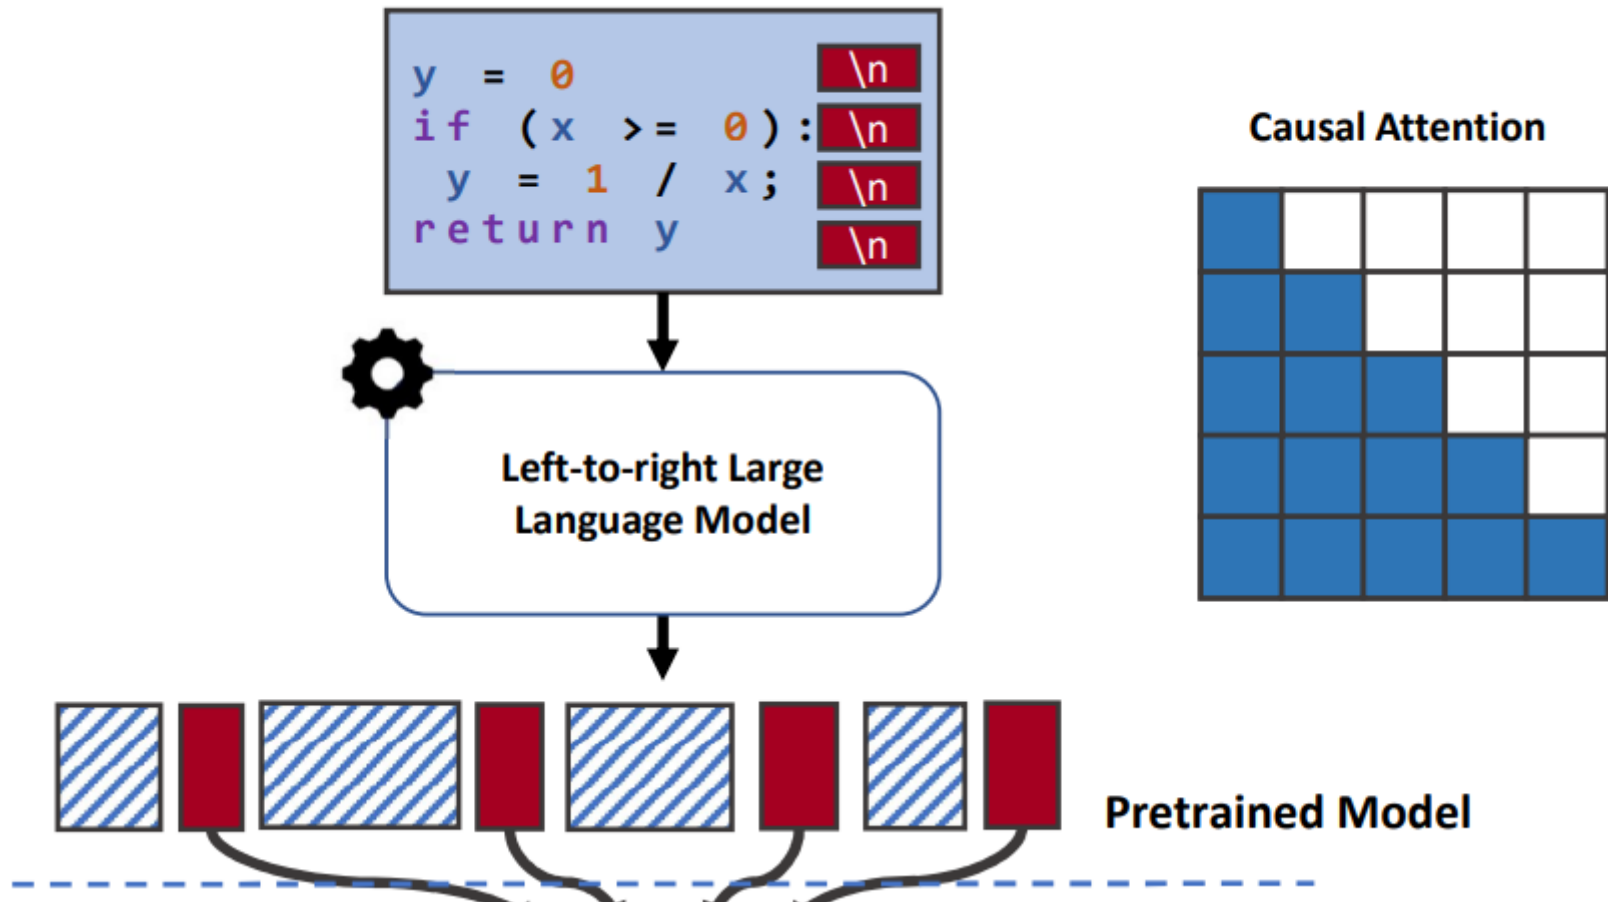 y = 0 \n
if (x >= 0): \n
y = 1 / x; \n
return y \n
Causal Attention
Left-to-right Large
Language Model
Pretrained Model